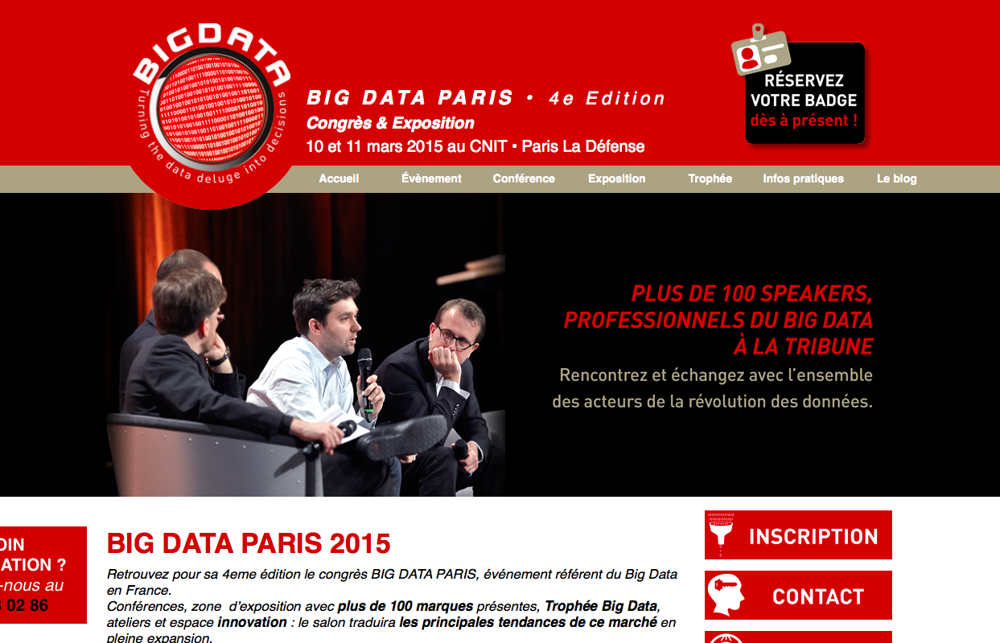 BIGDATA
Turning the data deluge into decisions
BIG DATA PARIS • 4e Edition
Congrès & Exposition
10 et 11 mars 2015 au CNIT • Paris La Défense
RÉSERVEZ
VOTRE BADGE
dès à présent !
Accueil Évènement Conférence Exposition Trophée Infos pratiques Le blog
PLUS DE 100 SPEAKERS,
PROFESSIONNELS DU BIG DATA
À LA TRIBUNE
Rencontrez et échangez avec l’ensemble
des acteurs de la révolution des données.
OIN
ATION ?
-nous au
02 86
BIG DATA PARIS 2015
Retrouvez pour sa 4eme édition le congrès BIG DATA PARIS, événement référent du Big Data
en France.
Conférences, zone d’exposition avec plus de 100 marques présentes, Trophée Big Data,
ateliers et espace innovation : le salon traduira les principales tendances de ce marché en
pleine expansion.
INSCRIPTION
CONTACT